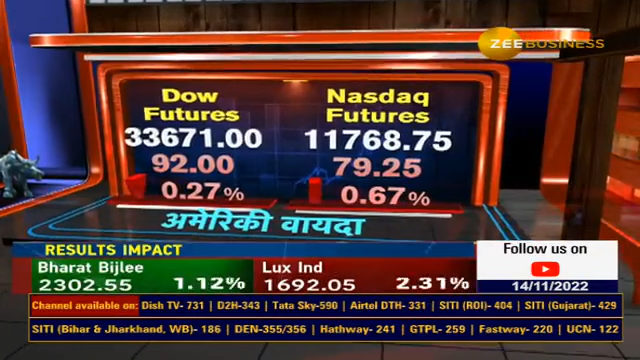 ZEEBUSINESS
Dow Futures
33671.00
92.00
0.27%
Nasdaq Futures
11768.75
79.25
0.67%
अमेरिकी वायदा
RESULTS IMPACT
Bharat Bijlee
2302.55 1.12%
Lux Ind
1692.05 2.31%
Follow us on
14/11/2022
Channel available on: Dish TV- 731 | D2H-343 | Tata Sky-590 | Airtel DTH- 331 | SITI (ROI)- 404 | SITI (Gujarat)- 429
SITI (Bihar & Jharkhand, WB)- 186 | DEN-355/356 | Hathway- 241 | GTPL- 259 | Fastway- 220 | UCN- 122